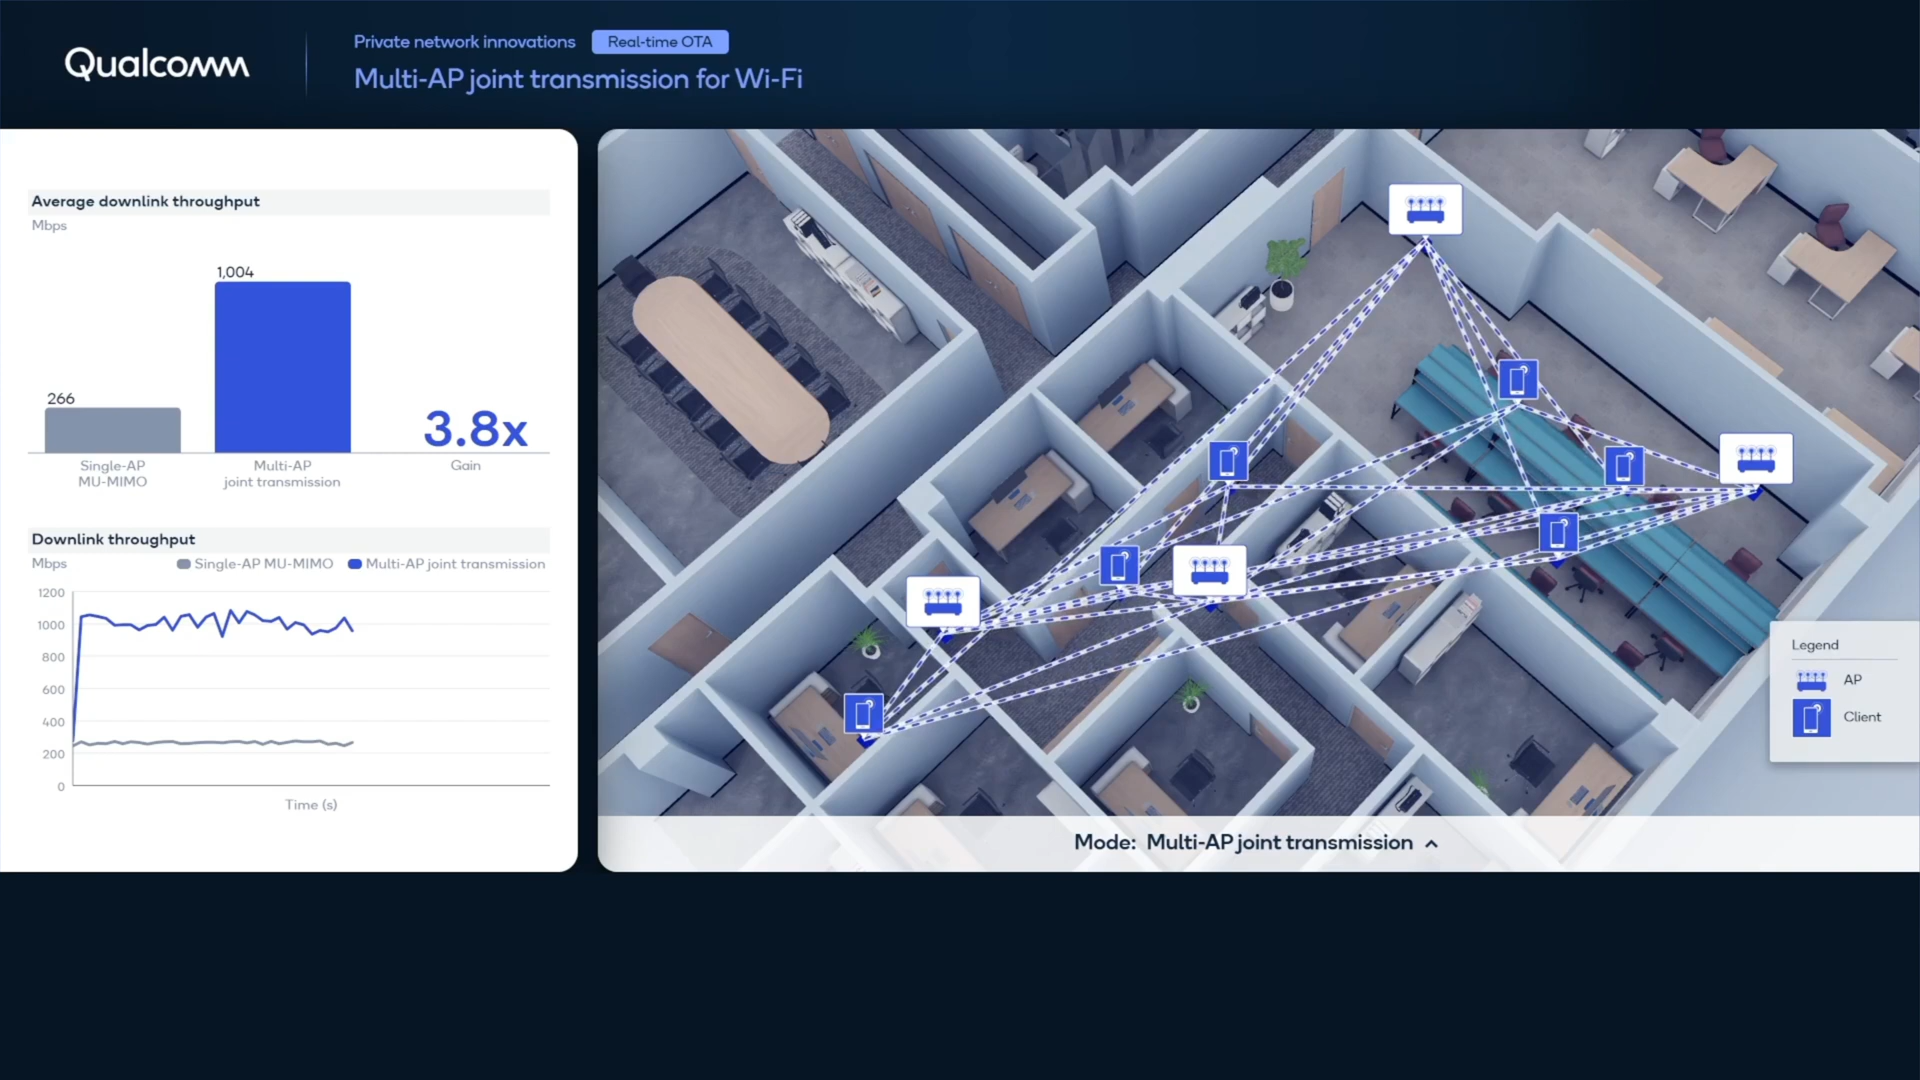 Qualcomm
Private network innovations
Real-time OTA
Multi-AP joint transmission for Wi-Fi
Average downlink throughput
Mbps
266
1,004
3.8x
Single-AP
MU-MIMO
Multi-AP
joint transmission
Gain
Downlink throughput
Mbps
Single-AP MU-MIMO
Multi-AP joint transmission
1200
1000
800
600
400
200
0
Time (s)
Legend
AP
Client
Mode: Multi-AP joint transmission